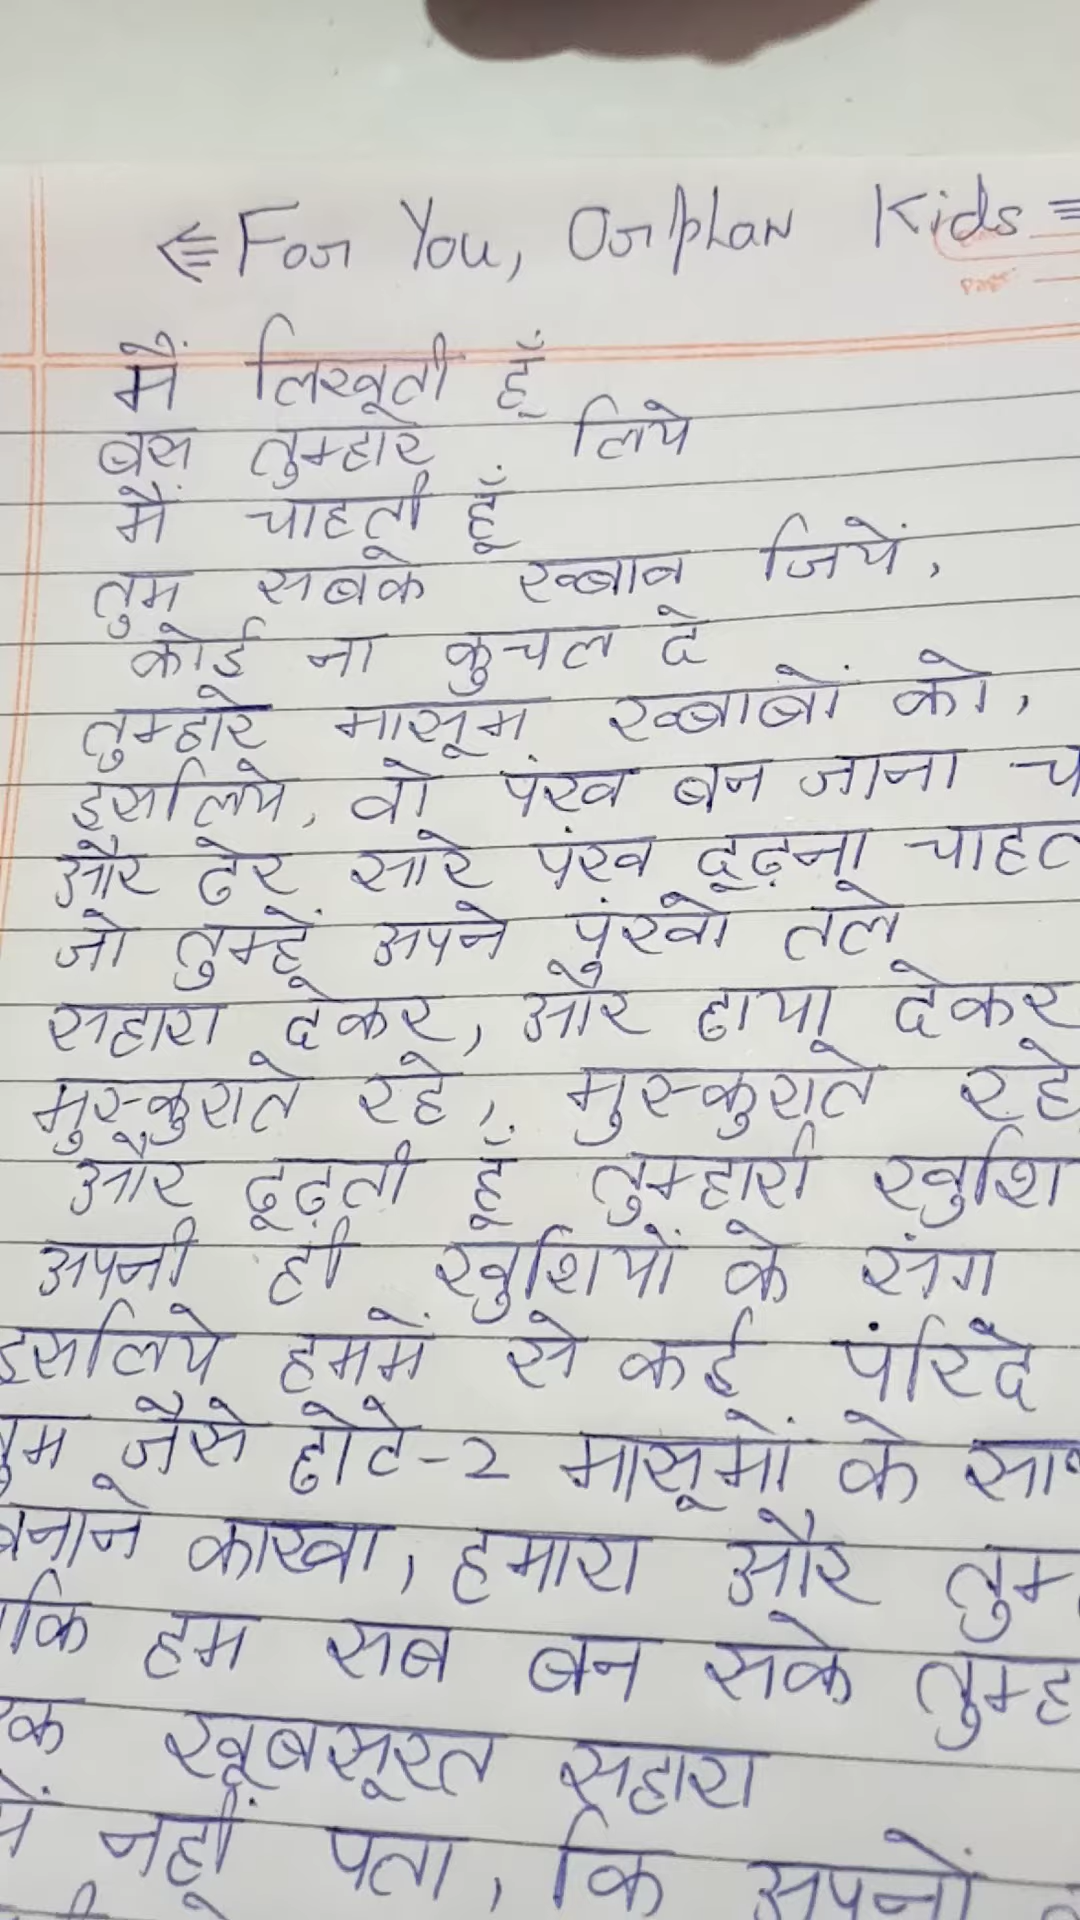 For You, Orphan Kids
मैं लिखती हूँ
बस तुम्हारे लिये
मैं चाहती हूँ
तुम सबके ख्बाब जियें,
कोई ना कुचल दे
तुम्हारे मासूम ख्बाबों को,
इसलिये, वो पंख बन जाना
और ढेर सारे पंख ढूढ़ना
जो तुम्हें अपने पंखों तले
सहारा देकर, और छाया देकर
मुस्कुराते रहे, मुस्कुराते रहे
और ढूढ़ती हूँ तुम्हारी
अपनी ही खुशियों के संग
इसलिये हममें से कई परिंदे
तुम जैसे छोटे-2 मासूमों के
बनाने कारवा, हमारा और
हम सब बन सके
खूबसूरत सहारा
नहीं पता, कि सपनों